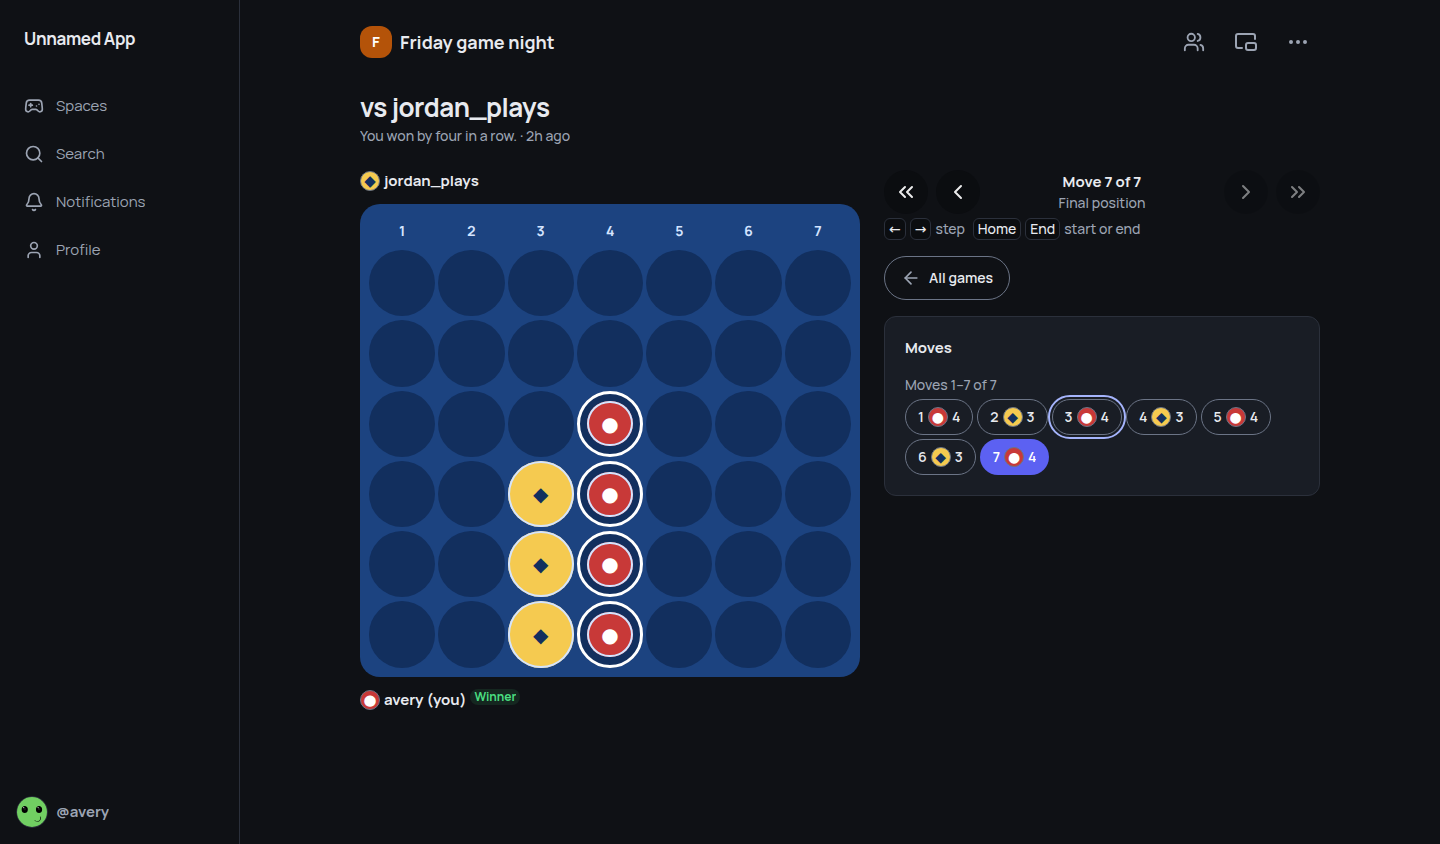 Unnamed App
Spaces
Search
Notifications
Profile
@avery
F Friday game night
vs jordan_plays
You won by four in a row. · 2h ago
jordan_plays
1 2 3 4 5 6 7
avery (you) Winner
Move 7 of 7
Final position
← → step Home End start or end
All games
Moves
Moves 1–7 of 7
1 4 2 3 3 4 4 3 5 4
6 3 7 4